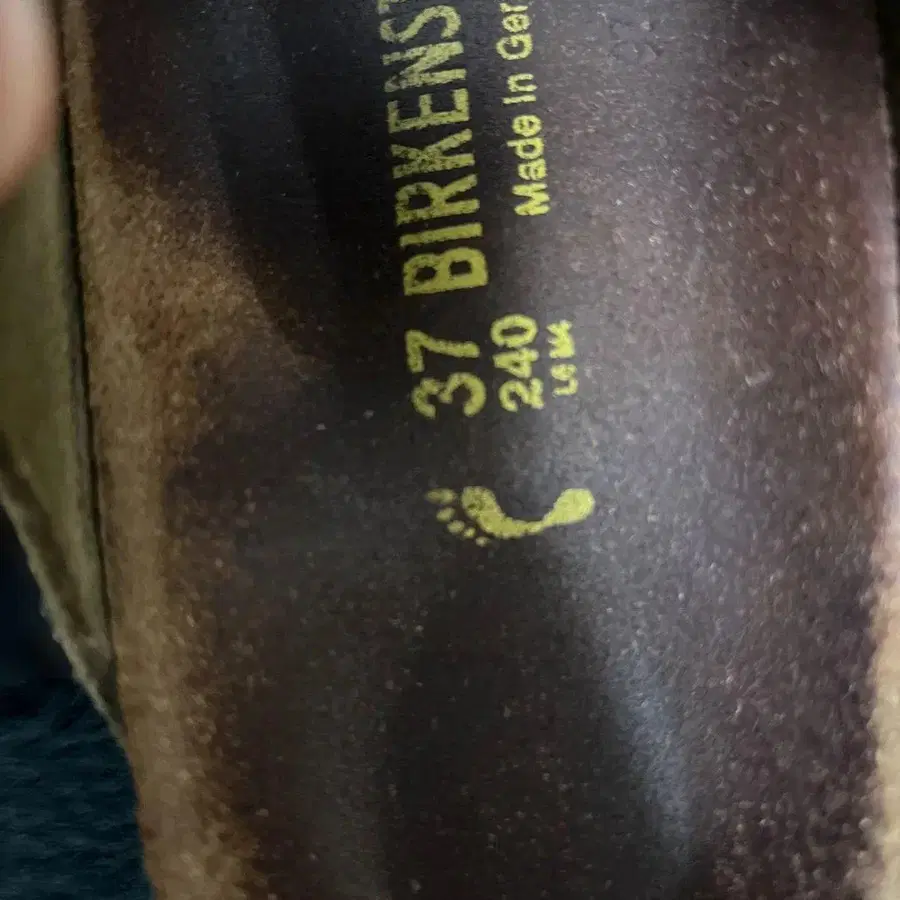 37 BIRKENST
240 Made In Ger
L6 M4